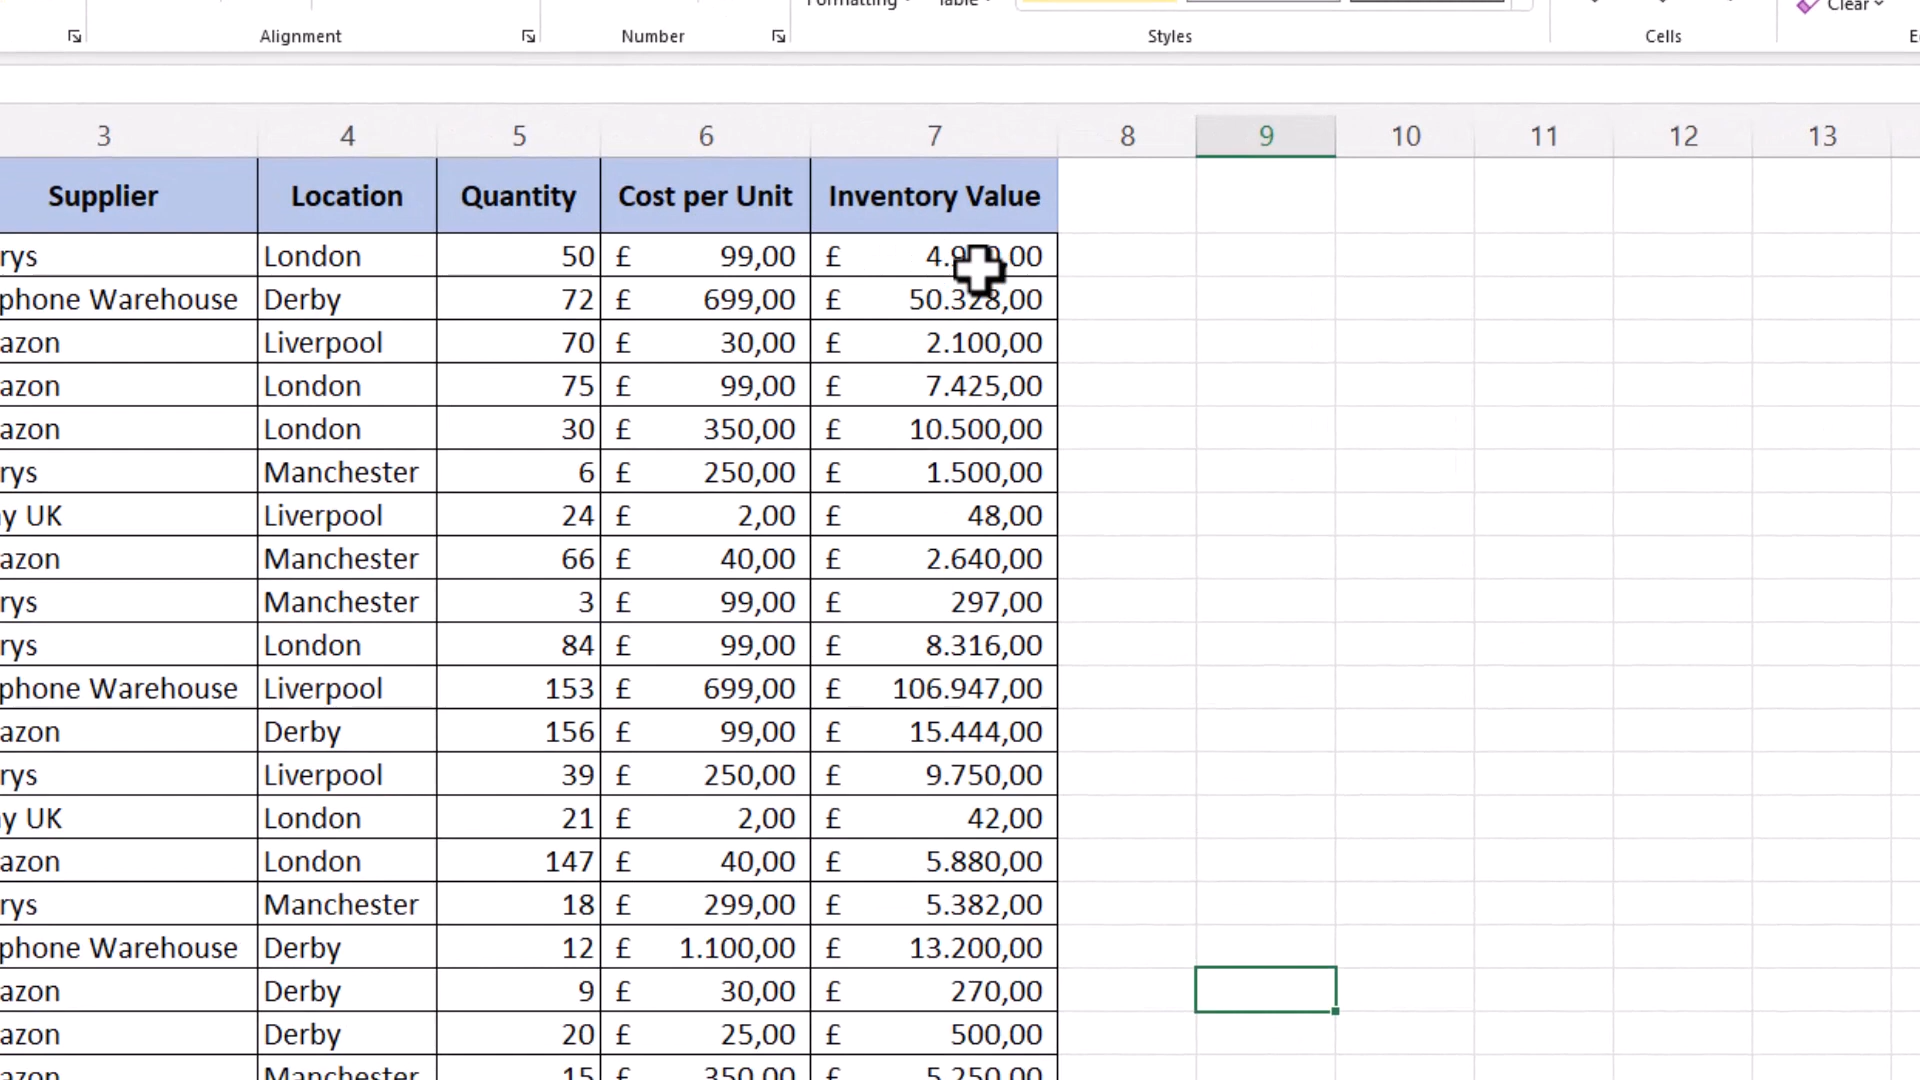 Formatting Table Clear
Alignment Number Styles Cells
3 4 5 6 7 8 9 10 11 12 13
Supplier Location Quantity Cost per Unit Inventory Value
rys London 50 £ 99,00 £
phone Warehouse Derby 72 £ 699,00 £ 50.328,00
azon Liverpool 70 £ 30,00 £ 2.100,00
azon London 75 £ 99,00 £ 7.425,00
azon London 30 £ 350,00 £ 10.500,00
rys Manchester 6 £ 250,00 £ 1.500,00
y UK Liverpool 24 £ 2,00 £ 48,00
azon Manchester 66 £ 40,00 £ 2.640,00
rys Manchester 3 £ 99,00 £ 297,00
rys London 84 £ 99,00 £ 8.316,00
phone Warehouse Liverpool 153 £ 699,00 £ 106.947,00
azon Derby 156 £ 99,00 £ 15.444,00
rys Liverpool 39 £ 250,00 £ 9.750,00
y UK London 21 £ 2,00 £ 42,00
azon London 147 £ 40,00 £ 5.880,00
rys Manchester 18 £ 299,00 £ 5.382,00
phone Warehouse Derby 12 £ 1.100,00 £ 13.200,00
azon Derby 9 £ 30,00 £ 270,00
azon Derby 20 £ 25,00 £ 500,00
azon Manchester 15 £ 350,00 £ 5.250,00